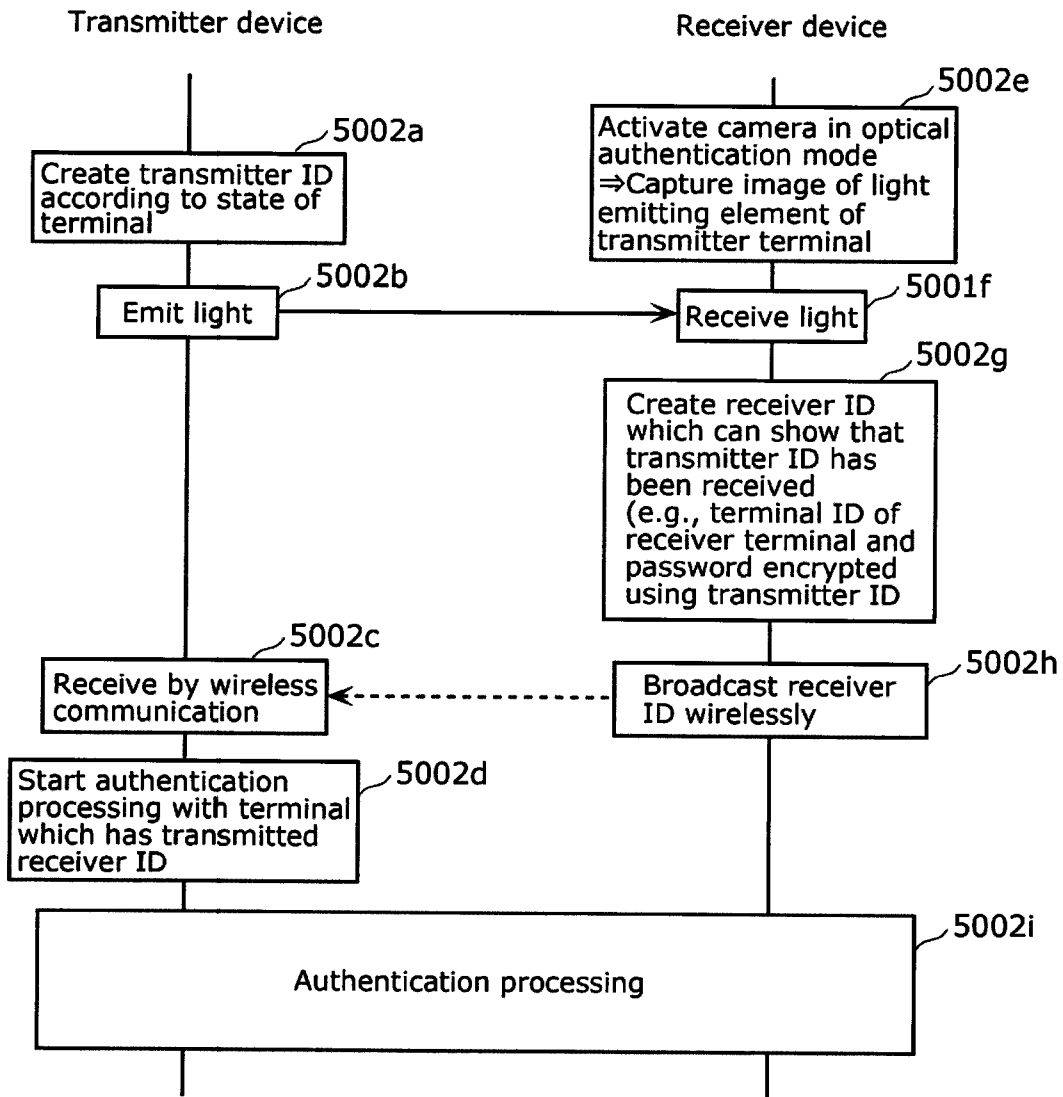 Transmitter device
Receiver device
5002e
Activate camera in optical
authentication mode
⇒Capture image of light
emitting element of
transmitter terminal
5002a
Create transmitter ID
according to state of
terminal
5002b
Emit light
5001f
Receive light
5002g
Create receiver ID
which can show that
transmitter ID has
been received
(e.g., terminal ID of
receiver terminal and
password encrypted
using transmitter ID
5002c
Receive by wireless
communication
5002h
Broadcast receiver
ID wirelessly
5002d
Start authentication
processing with terminal
which has transmitted
receiver ID
5002i
Authentication processing